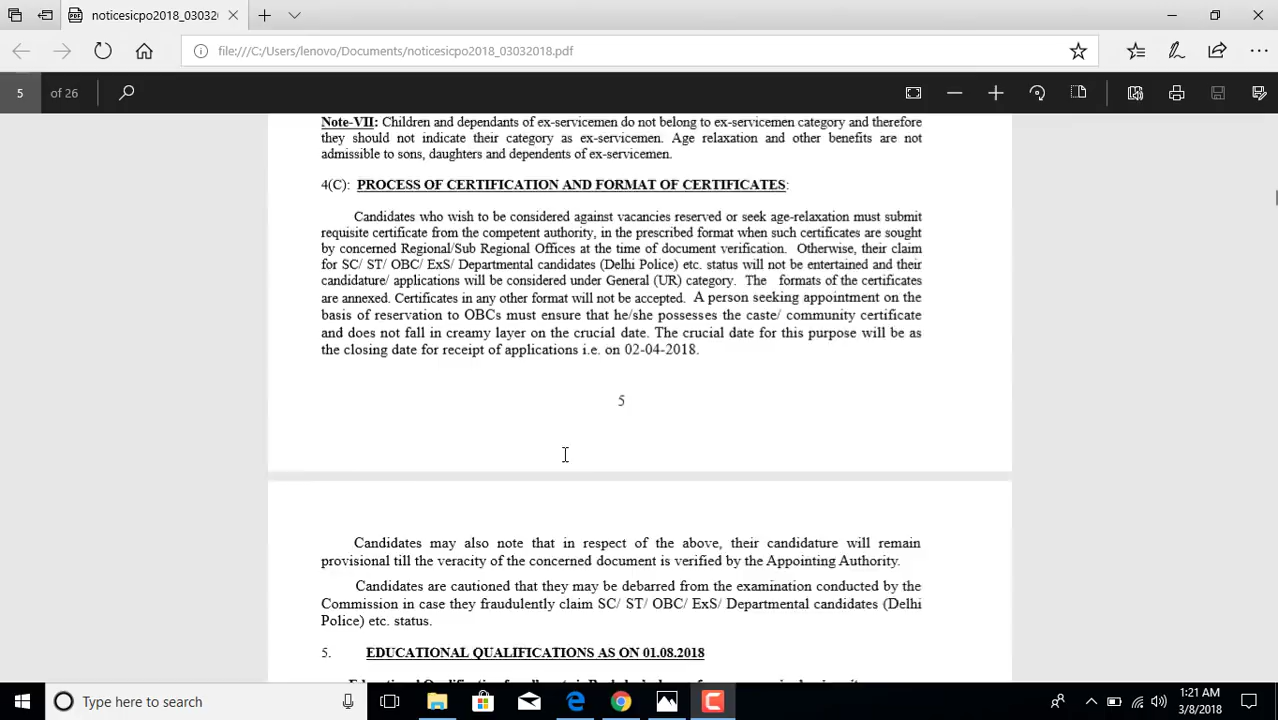 noticesicpo2018_03032
file:///C:/Users/lenovo/Documents/noticesicpo2018_03032018.pdf
5 of 26
Note-VII: Children and dependants of ex-servicemen do not belong to ex-servicemen category and therefore
they should not indicate their category as ex-servicemen. Age relaxation and other benefits are not
admissible to sons, daughters and dependents of ex-servicemen.
4(C): PROCESS OF CERTIFICATION AND FORMAT OF CERTIFICATES:
Candidates who wish to be considered against vacancies reserved or seek age-relaxation must submit
requisite certificate from the competent authority, in the prescribed format when such certificates are sought
by concerned Regional/Sub Regional Offices at the time of document verification. Otherwise, their claim
for SC/ ST/ OBC/ ExS/ Departmental candidates (Delhi Police) etc. status will not be entertained and their
candidature/ applications will be considered under General (UR) category. The formats of the certificates
are annexed. Certificates in any other format will not be accepted. A person seeking appointment on the
basis of reservation to OBCs must ensure that he/she possesses the caste/ community certificate
and does not fall in creamy layer on the crucial date. The crucial date for this purpose will be as
the closing date for receipt of applications i.e. on 02-04-2018.
5
Candidates may also note that in respect of the above, their candidature will remain
provisional till the veracity of the concerned document is verified by the Appointing Authority.
Candidates are cautioned that they may be debarred from the examination conducted by the
Commission in case they fraudulently claim SC/ ST/ OBC/ ExS/ Departmental candidates (Delhi
Police) etc. status.
5. EDUCATIONAL QUALIFICATIONS AS ON 01.08.2018
Type here to search
1:21 AM
3/8/2018